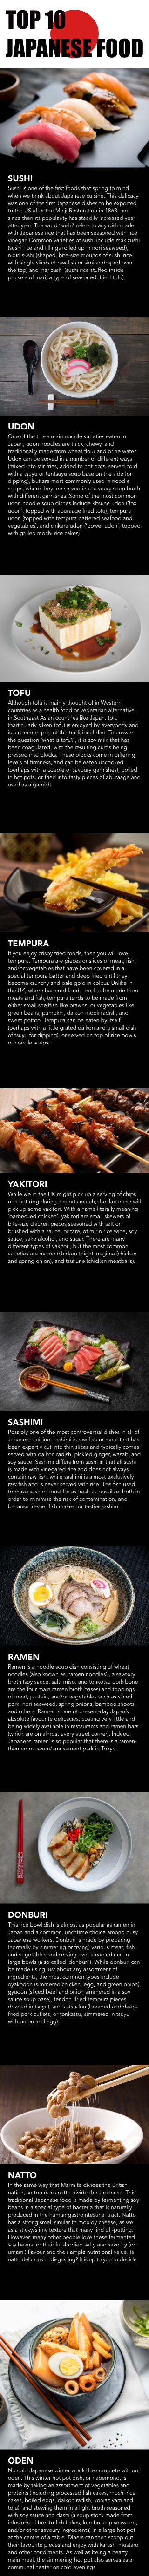 TOP 10
JAPANESE FOOD
SUSHI
Sushi is one of the first foods that spring to mind
when we think about Japanese cuisine. This delicacy
was one of the first Japanese dishes to be exported
to the US after the Meiji Restoration in 1868, and
since then its popularity has steadily increased year
after year. The word 'sushi' refers to any dish made
with Japanese rice that has been seasoned with rice
vinegar. Common varieties of sushi include makizushi
(sushi rice and filling rolled up in nori seaweed),
nigiri sushi (shaped, bite-size mounds of sushi rice
with single slices of raw fish or similar draped over
the top) and inarizushi (sushi rice stuffed inside
pockets of inari, a type of seasoned, fried tofu).
UDON
One of the three main noodle varieties eaten in
Japan; udon noodles are thick, chewy, and
traditionally made from wheat flour and brine water.
Udon can be served in a number of different ways
(mixed into stir fries, added to hot pots, served cold
with a tsuyu or tentsuyu soup base on the side for
dipping), but are most commonly used in noodle
soups, where they are served in a savoury soup broth
with different garnishes. Some of the most common
udon noodle soup dishes include kitsune udon ('fox
udon', topped with aburaage fried tofu), tempura
udon (topped with tempura battered seafood and
vegetables), and chikara udon ('power udon', topped
with grilled mochi rice cakes).
TOFU
Although tofu is mainly thought of in Western
countries as a health food or vegetarian alternative,
in Southeast Asian countries like Japan, tofu
(particularly silken tofu) is enjoyed by everybody and
is a common part of the traditional diet. To answer
the question 'what is tofu?', it is soy milk that has
been coagulated, with the resulting curds being
pressed into blocks. These blocks come in differing
levels of firmness, and can be eaten uncooked
(perhaps with a couple of savoury garnishes), boiled
in hot pots, or fried into tasty pieces of aburaage and
used as a garnish.
TEMPURA
If you enjoy crispy fried foods, then you will love
tempura. Tempura are pieces or slices of meat, fish,
and/or vegetables that have been covered in a
special tempura batter and deep fried until they
become crunchy and pale gold in colour. Unlike in
the UK, where battered foods tend to be made from
meats and fish, tempura tends to be made from
either small shellfish like prawns, or vegetables like
green beans, pumpkin, daikon mooli radish, and
sweet potato. Tempura can be eaten by itself
(perhaps with a little grated daikon and a small dish
of tsuyu for dipping), or served on top of rice bowls
or noodle soups.
YAKITORI
While we in the UK might pick up a serving of chips
or a hot dog during a sports match, the Japanese will
pick up some yakitori. With a name literally meaning
'barbecued chicken', yakitori are small skewers of
bite-size chicken pieces seasoned with salt or
brushed with a sauce, or tare, of mirin rice wine, soy
sauce, sake alcohol, and sugar. There are many
different types of yakitori, but the most common
varieties are momo (chicken thigh), negima (chicken
and spring onion), and tsukune (chicken meatballs).
SASHIMI
Possibly one of the most controversial dishes in all of
Japanese cuisine, sashimi is raw fish or meat that has
been expertly cut into thin slices and typically comes
served with daikon radish, pickled ginger, wasabi and
soy sauce. Sashimi differs from sushi in that all sushi
is made with vinegared rice and does not always
contain raw fish, while sashimi is almost exclusively
raw fish and is never served with rice. The fish used
to make sashimi must be as fresh as possible, both in
order to minimise the risk of contamination, and
because fresher fish makes for tastier sashimi.
RAMEN
Ramen is a noodle soup dish consisting of wheat
noodles (also known as 'ramen noodles'), a savoury
broth (soy sauce, salt, miso, and tonkotsu pork bone
are the four main ramen broth bases) and toppings
of meat, protein, and/or vegetables such as sliced
pork, nori seaweed, spring onions, bamboo shoots,
and others. Ramen is one of present-day Japan's
absolute favourite delicacies, costing very little and
being widely available in restaurants and ramen bars
(which are on almost every street corner). Indeed,
Japanese ramen is so popular that there is a ramen-
themed museum/amusement park in Tokyo.
DONBURI
This rice bowl dish is almost as popular as ramen in
Japan and a common lunchtime choice among busy
Japanese workers. Donburi is made by preparing
(normally by simmering or frying) various meat, fish
and vegetables and serving over steamed rice in
large bowls (also called 'donburi'). While donburi can
be made using just about any assortment of
ingredients, the most common types include
oyakodon (simmered chicken, egg, and green onion),
gyudon (sliced beef and onion simmered in a soy
sauce soup base), tendon (fried tempura pieces
drizzled in tsuyu), and katsudon (breaded and deep-
fried pork cutlets, or tonkatsu, simmered in tsuyu
with onion and egg).
NATTO
In the same way that Marmite divides the British
nation, so too does natto divide the Japanese. This
traditional Japanese food is made by fermenting soy
beans in a special type of bacteria that is naturally
produced in the human gastrointestinal tract. Natto
has a strong smell similar to mouldy cheese, as well
as a sticky/slimy texture that many find off-putting.
However, many other people love these fermented
soy beans for their full-bodied salty and savoury (or
umami) flavour and their ample nutritional value. Is
natto delicious or disgusting? It is up to you to decide.
ODEN
No cold Japanese winter would be complete without
oden. This winter hot pot dish, or nabemono, is
made by taking an assortment of vegetables and
proteins (including processed fish cakes, mochi rice
cakes, boiled eggs, daikon radish, konjac yam and
tofu), and stewing them in a light broth seasoned
with soy sauce and dashi (a soup stock made from
infusions of bonito fish flakes, kombu kelp seaweed,
and/or other savoury ingredients) in a large hot pot
at the centre of a table. Diners can then scoop out
their favourite pieces and enjoy with karashi mustard
and other condiments. As well as being a hearty
main meal, the simmering hot pot also serves as a
communal heater on cold evenings.